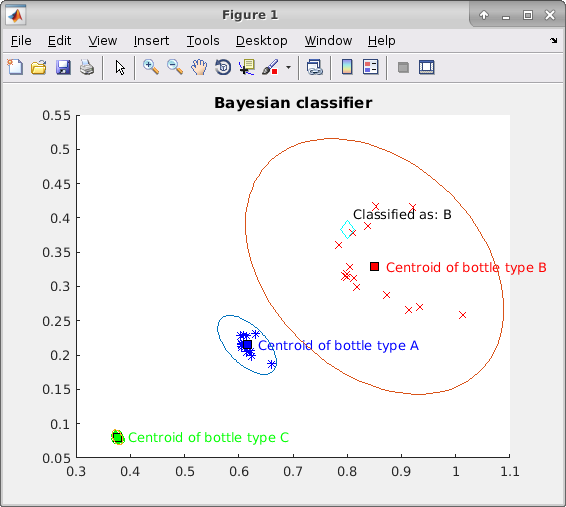 Figure 1
File Edit View Insert Tools Desktop Window Help
Bayesian classifier
0.55
0.5
0.45
0.4
0.35
0.3
0.25
0.2
0.15
0.1
0.05
Classified as: B
Centroid of bottle type B
Centroid of bottle type A
Centroid of bottle type C
0.3 0.4 0.5 0.6 0.7 0.8 0.9 1 1.1